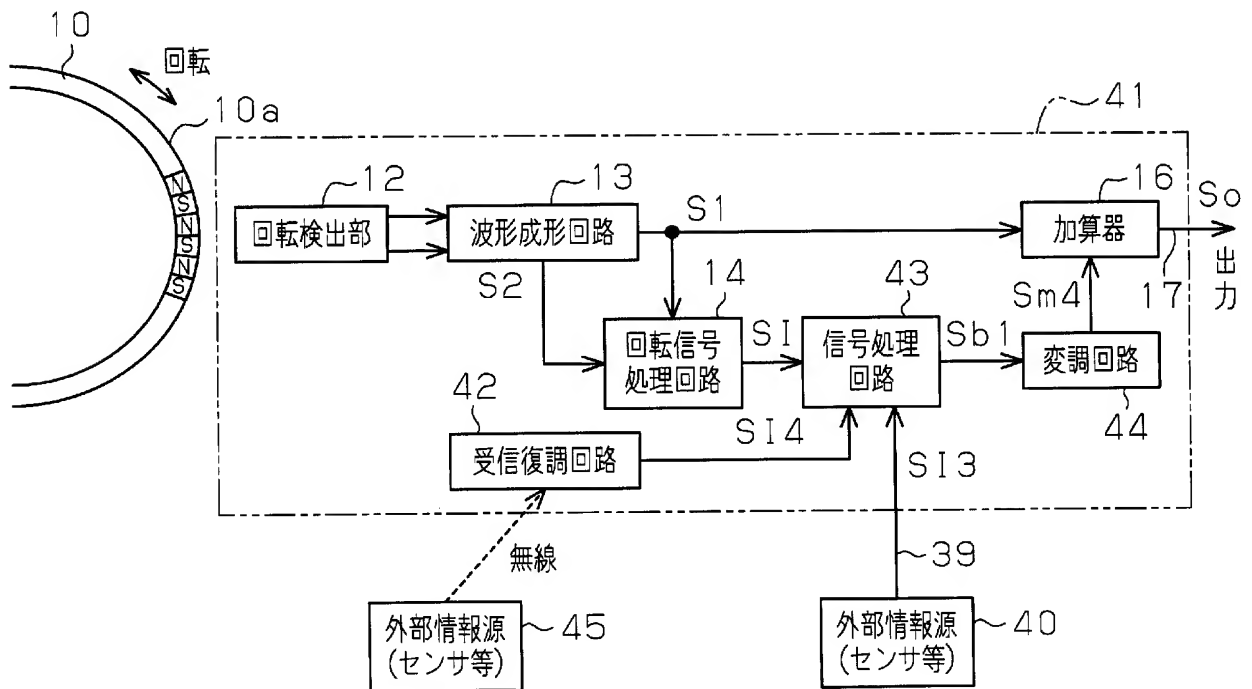 10
回転
10a
N
S
N
S
N
S
41
12
回転検出部
13
波形成形回路
S1
S2
16
加算器
So
17
出力
14
回転信号
処理回路
SI
43
信号処理
回路
Sb1
Sm4
変調回路
44
42
受信復調回路
SI4
SI3
39
無線
外部情報源
(センサ等)
45
外部情報源
(センサ等)
40